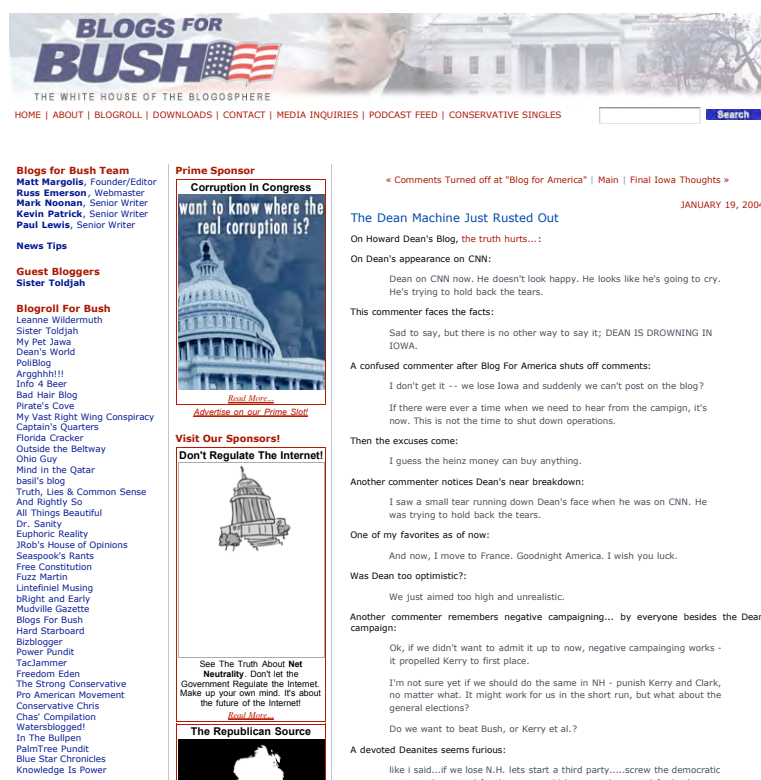 BLOGS FOR
BUSH
THE WHITE HOUSE OF THE BLOGOSPHERE
HOME | ABOUT | BLOGROLL | DOWNLOADS | CONTACT | MEDIA INQUIRIES | PODCAST FEED | CONSERVATIVE SINGLES
Search
Blogs for Bush Team
Matt Margolis, Founder/Editor
Russ Emerson, Webmaster
Mark Noonan, Senior Writer
Kevin Patrick, Senior Writer
Paul Lewis, Senior Writer
News Tips
Guest Bloggers
Sister Toldjah
Blogroll For Bush
Leanne Wildermuth
Sister Toldjah
My Pet Jawa
Dean's World
PoliBlog
Argghhh!!!
Info 4 Beer
Bad Hair Blog
Pirate's Cove
My Vast Right Wing Conspiracy
Captain's Quarters
Florida Cracker
Outside the Beltway
Ohio Guy
Mind in the Qatar
basil's blog
Truth, Lies & Common Sense
And Rightly So
All Things Beautiful
Dr. Sanity
Euphoric Reality
JRob's House of Opinions
Seaspook's Rants
Free Constitution
Fuzz Martin
Lintefiniel Musing
bRight and Early
Mudville Gazette
Blogs For Bush
Hard Starboard
Bizblogger
Power Pundit
TacJammer
Freedom Eden
The Strong Conservative
Pro American Movement
Conservative Chris
Chas' Compilation
Watersblogged!
In The Bullpen
PalmTree Pundit
Blue Star Chronicles
Knowledge Is Power
Prime Sponsor
Corruption In Congress
want to know where the
real corruption is?
Read More...
Advertise on our Prime Slot!
Visit Our Sponsors!
Don't Regulate The Internet!
See The Truth About Net
Neutrality. Don't let the
Government Regulate the Internet.
Make up your own mind. It's about
the future of the Internet!
Read More...
The Republican Source
« Comments Turned off at "Blog for America" | Main | Final Iowa Thoughts »
JANUARY 19, 2004
The Dean Machine Just Rusted Out
On Howard Dean's Blog, the truth hurts...:
On Dean's appearance on CNN:
Dean on CNN now. He doesn't look happy. He looks like he's going to cry.
He's trying to hold back the tears.
This commenter faces the facts:
Sad to say, but there is no other way to say it; DEAN IS DROWNING IN
IOWA.
A confused commenter after Blog For America shuts off comments:
I don't get it -- we lose Iowa and suddenly we can't post on the blog?
If there were ever a time when we need to hear from the campign, it's
now. This is not the time to shut down operations.
Then the excuses come:
I guess the heinz money can buy anything.
Another commenter notices Dean's near breakdown:
I saw a small tear running down Dean's face when he was on CNN. He
was trying to hold back the tears.
One of my favorites as of now:
And now, I move to France. Goodnight America. I wish you luck.
Was Dean too optimistic?:
We just aimed too high and unrealistic.
Another commenter remembers negative campaigning... by everyone besides the Dean
campaign:
Ok, if we didn't want to admit it up to now, negative campainging works -
it propelled Kerry to first place.
I'm not sure yet if we should do the same in NH - punish Kerry and Clark,
no matter what. It might work for us in the short run, but what about the
general elections?
Do we want to beat Bush, or Kerry et al.?
A devoted Deanites seems furious:
like i said...if we lose N.H. lets start a third party.....screw the democratic